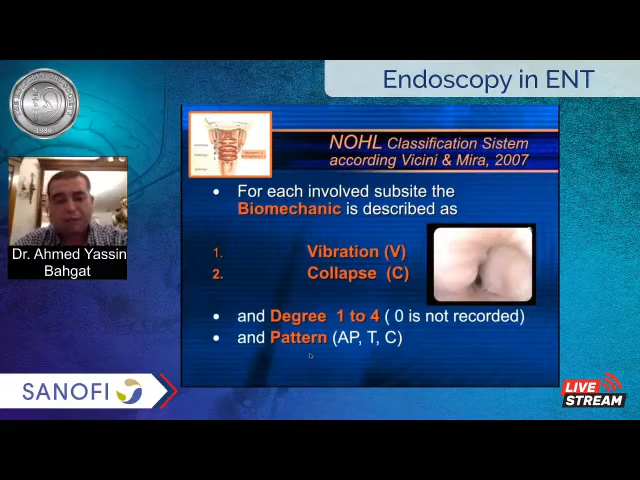 Endoscopy in ENT
NOHL Classification Sistem
according Vicini & Mira, 2007
• For each involved subsite the
Biomechanic is described as
1. Vibration (V)
2. Collapse (C)
• and Degree 1 to 4 ( 0 is not recorded)
• and Pattern (AP, T, C)
Dr. Ahmed Yassin
Bahgat
SANOFI
LIVE
STREAM
1980